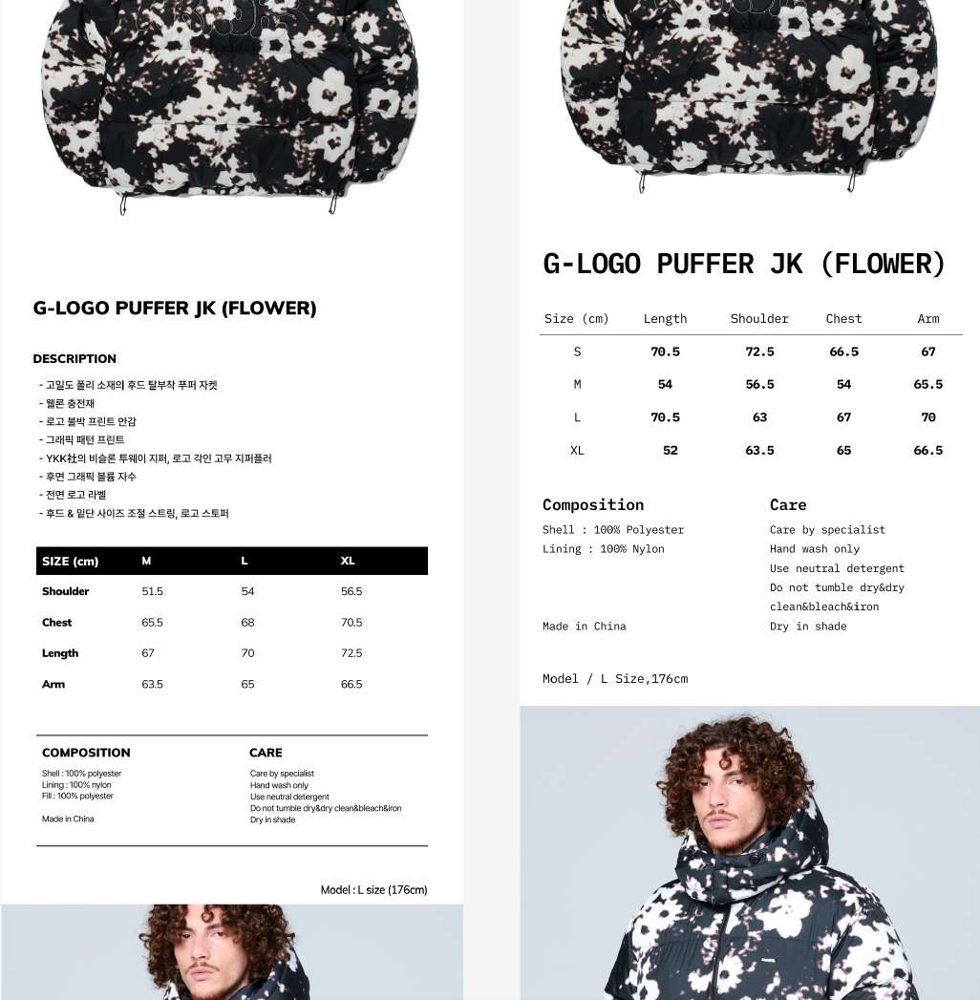 G-LOGO PUFFER JK (FLOWER)
DESCRIPTION
- 고밀도 폴리 소재의 후드 탈부착 푸퍼 자켓
- 웰론 충전재
- 로고 불박 프린트 안감
- 그래픽 패턴 프린트
- YKK社의 비슬론 투웨이 지퍼, 로고 각인 고무 지퍼풀러
- 후면 그래픽 볼륨 자수
- 전면 로고 라벨
- 후드 & 밑단 사이즈 조절 스트링, 로고 스토퍼
SIZE (cm) M L XL
Shoulder 51.5 54 56.5
Chest 65.5 68 70.5
Length 67 70 72.5
Arm 63.5 65 66.5
COMPOSITION
Shell : 100% polyester
Lining : 100% nylon
Fill : 100% polyester
Made in China
CARE
Care by specialist
Hand wash only
Use neutral detergent
Do not tumble dry&dry clean&bleach&iron
Dry in shade
Model : L size (176cm)
G-LOGO PUFFER JK (FLOWER)
Size (cm) Length Shoulder Chest Arm
S 70.5 72.5 66.5 67
M 54 56.5 54 65.5
L 70.5 63 67 70
XL 52 63.5 65 66.5
Composition
Shell : 100% Polyester
Lining : 100% Nylon
Made in China
Care
Care by specialist
Hand wash only
Use neutral detergent
Do not tumble dry&dry
clean&bleach&iron
Dry in shade
Model / L Size,176cm